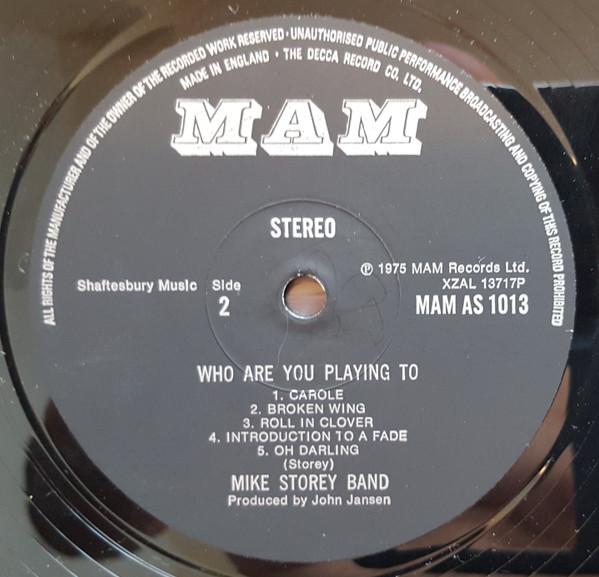 ALL RIGHTS OF THE MANUFACTURER AND OF THE OWNER OF THE RECORDED WORK RESERVED · UNAUTHORISED PUBLIC PERFORMANCE BROADCASTING AND COPYING OF THIS RECORD PROHIBITED
MADE IN ENGLAND · THE DECCA RECORD CO. LTD.
MAM
STEREO
Shaftesbury Music
Side
2
℗ 1975 MAM Records Ltd.
XZAL 13717P
MAM AS 1013
WHO ARE YOU PLAYING TO
1. CAROLE
2. BROKEN WING
3. ROLL IN CLOVER
4. INTRODUCTION TO A FADE
5. OH DARLING
(Storey)
MIKE STOREY BAND
Produced by John Jansen